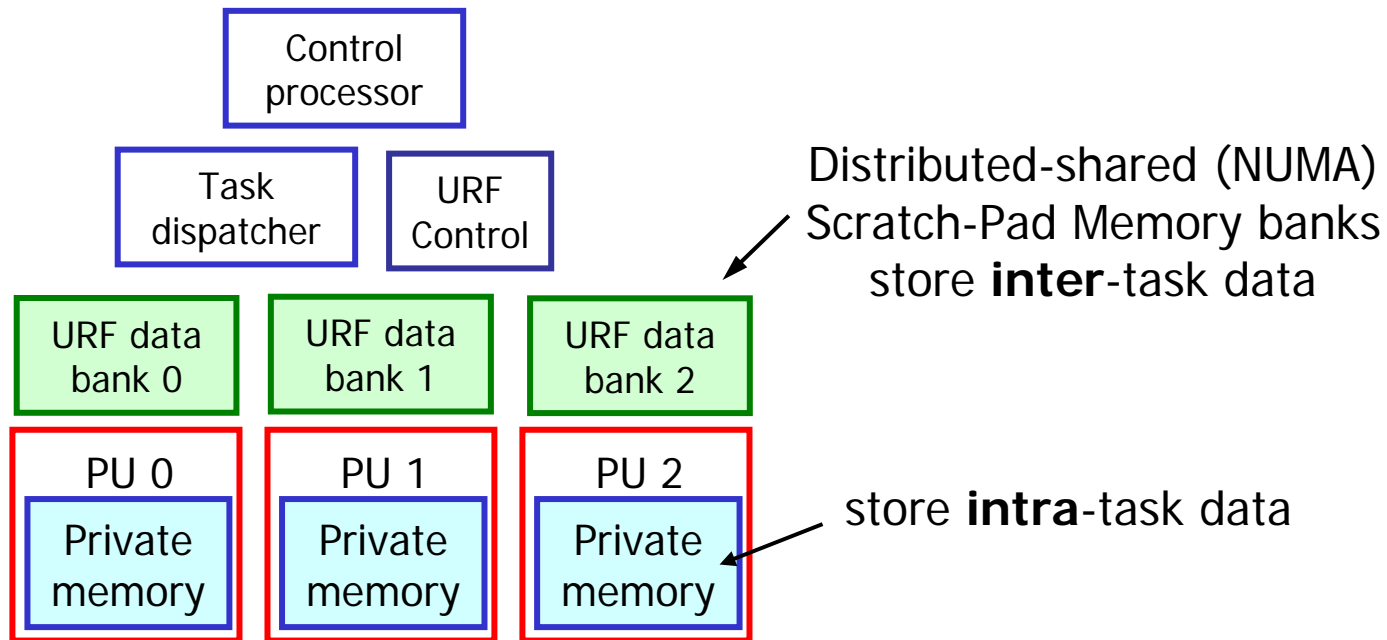 Control
processor
Task
dispatcher
URF
Control
Distributed-shared (NUMA)
Scratch-Pad Memory banks
store inter-task data
URF data
bank 0
URF data
bank 1
URF data
bank 2
PU 0
Private
memory
PU 1
Private
memory
PU 2
Private
memory
store intra-task data